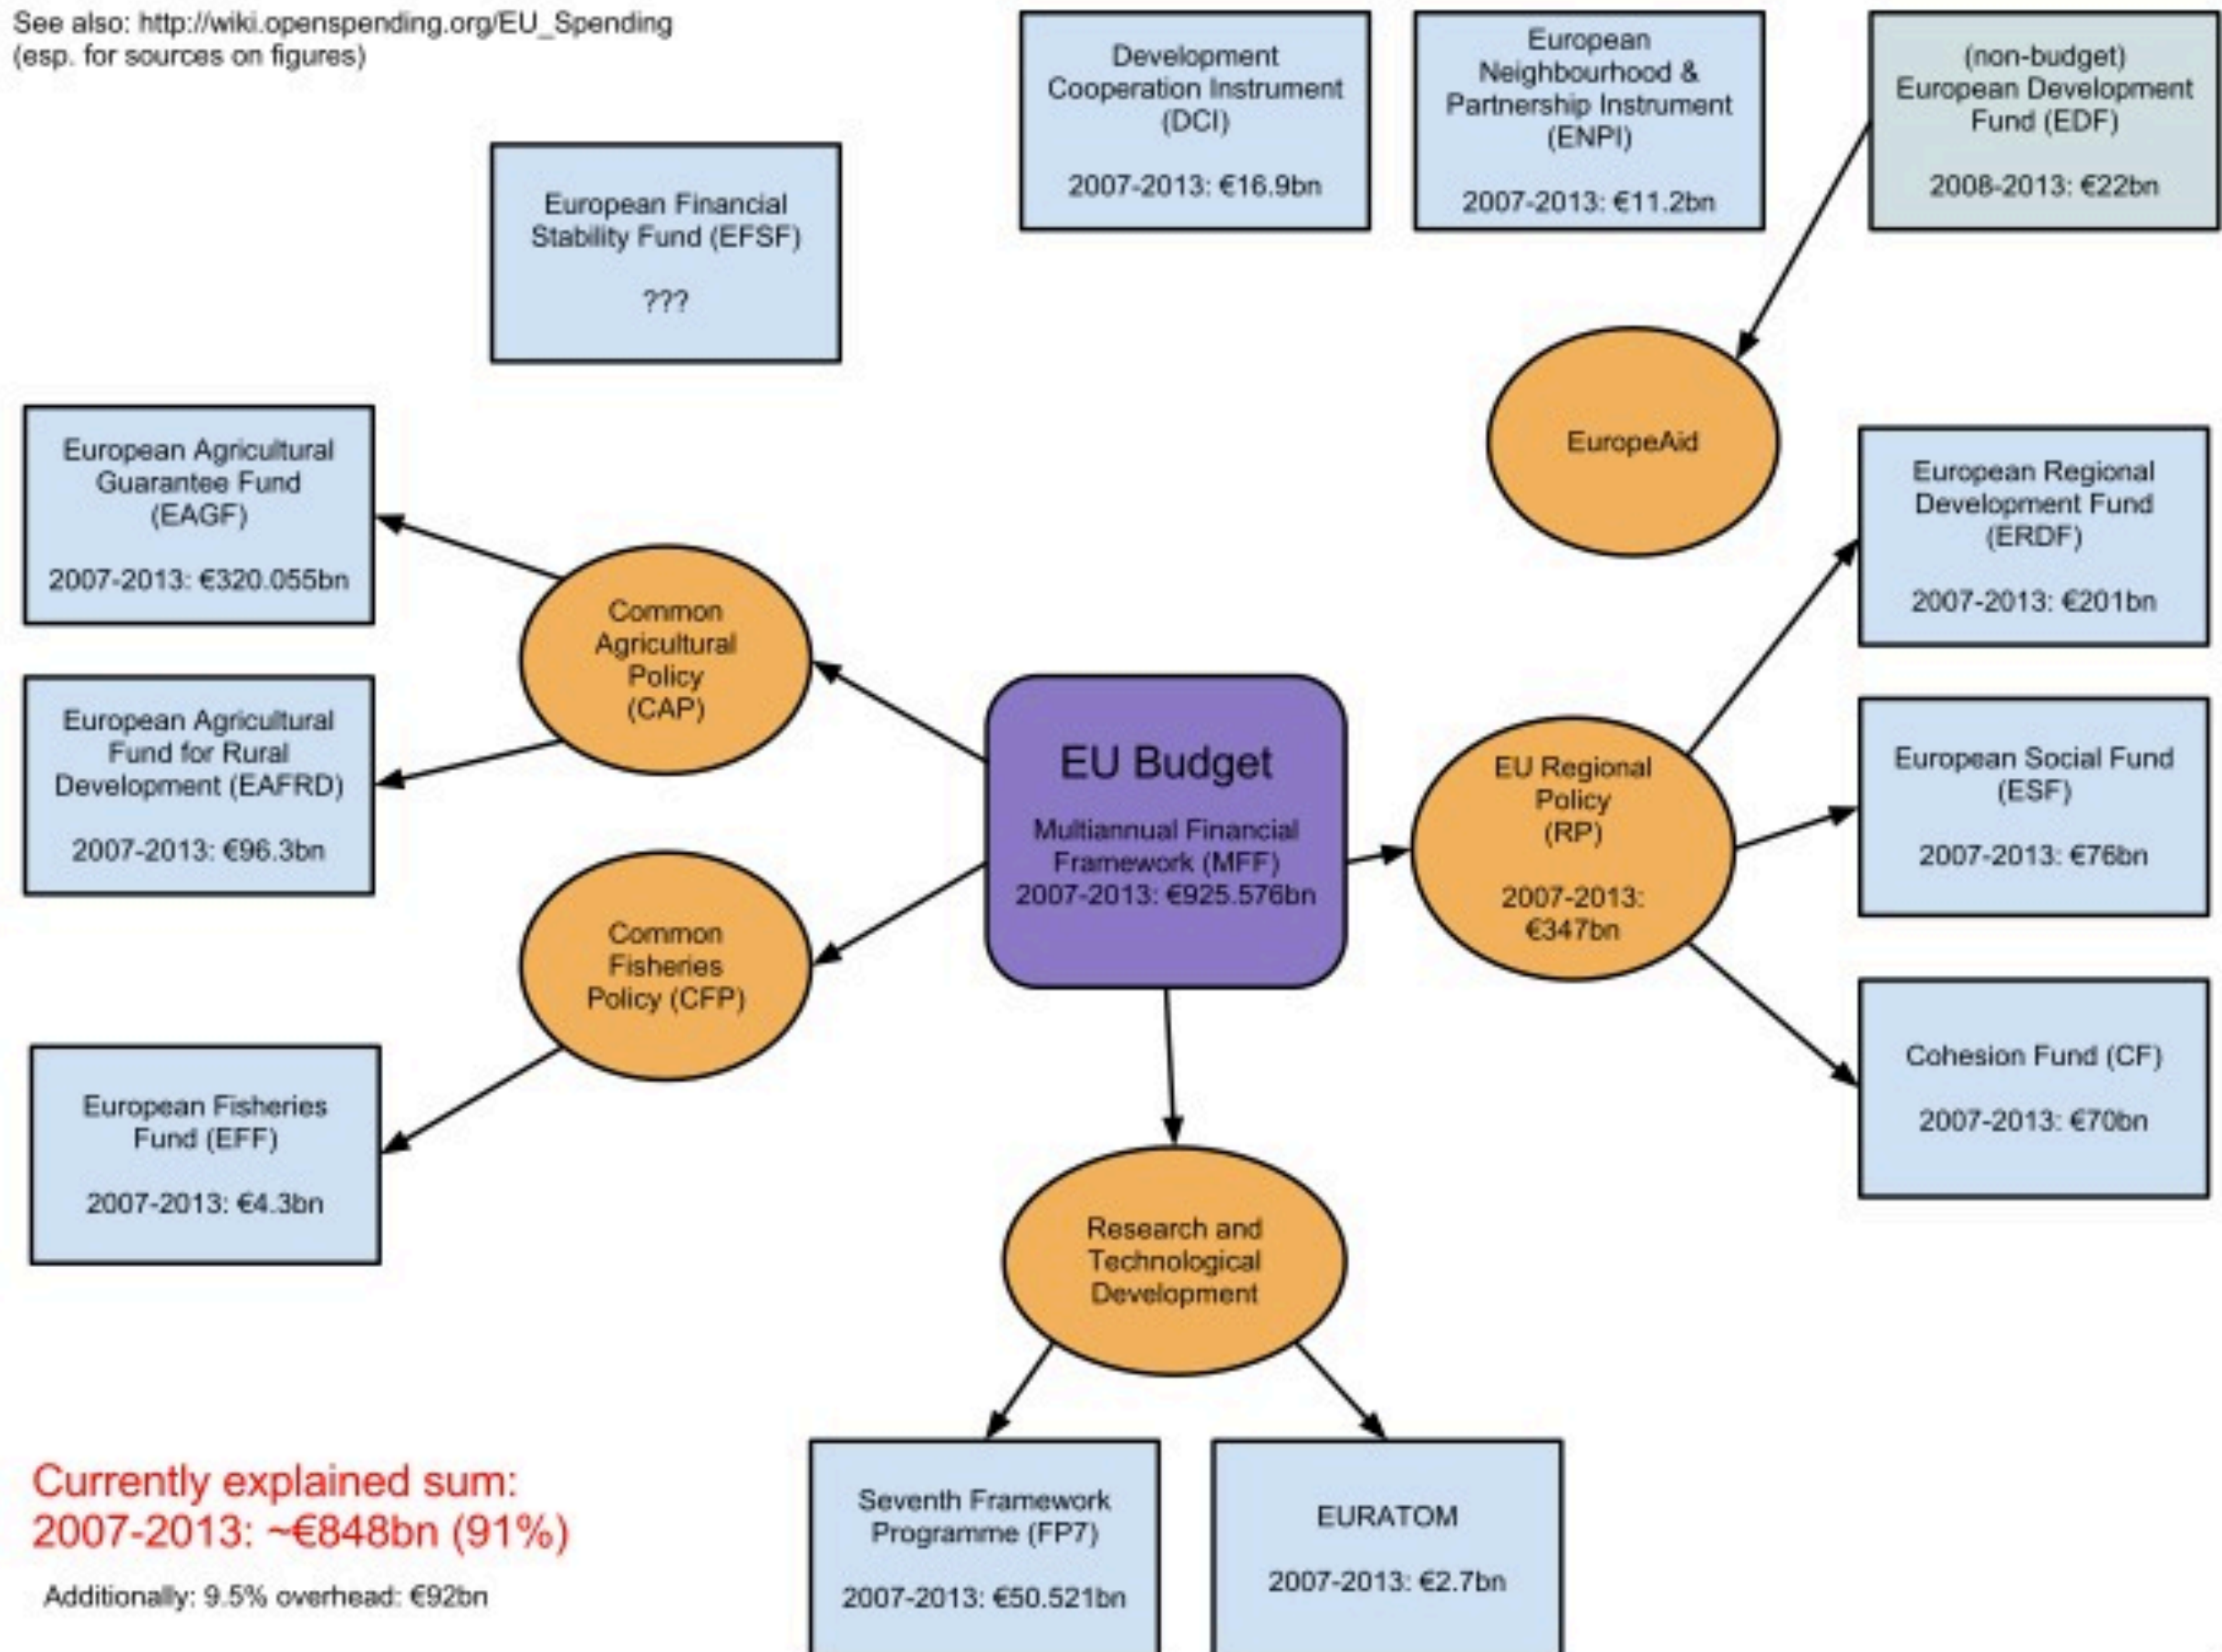 See also: http://wiki.openspending.org/EU_Spending
(esp. for sources on figures)
Development
Cooperation Instrument
(DCI)
2007-2013: €16.9bn
European
Neighbourhood &
Partnership Instrument
(ENPI)
2007-2013: €11.2bn
(non-budget)
European Development
Fund (EDF)
2008-2013: €22bn
European Financial
Stability Fund (EFSF)
???
EuropeAid
European Agricultural
Guarantee Fund
(EAGF)
2007-2013: €320.055bn
European Regional
Development Fund
(ERDF)
2007-2013: €201bn
Common
Agricultural
Policy
(CAP)
European Agricultural
Fund for Rural
Development (EAFRD)
2007-2013: €96.3bn
EU Budget
Multiannual Financial
Framework (MFF)
2007-2013: €925.576bn
EU Regional
Policy
(RP)
2007-2013:
€347bn
European Social Fund
(ESF)
2007-2013: €76bn
Common
Fisheries
Policy (CFP)
Cohesion Fund (CF)
2007-2013: €70bn
European Fisheries
Fund (EFF)
2007-2013: €4.3bn
Research and
Technological
Development
Seventh Framework
Programme (FP7)
2007-2013: €50.521bn
EURATOM
2007-2013: €2.7bn
Currently explained sum:
2007-2013: ~€848bn (91%)
Additionally: 9.5% overhead: €92bn